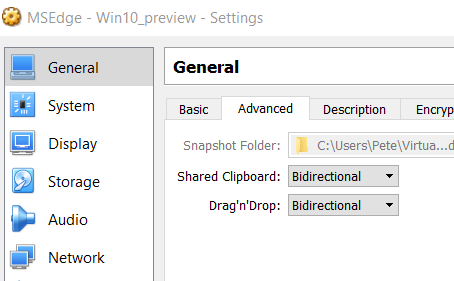 MSEdge - Win10_preview - Settings
General
System
Display
Storage
Audio
Network
General
Basic
Advanced
Description
Encryp
Snapshot Folder:
C:\Users\Pete\Virtua...d
Shared Clipboard:
Bidirectional
Drag'n'Drop:
Bidirectional